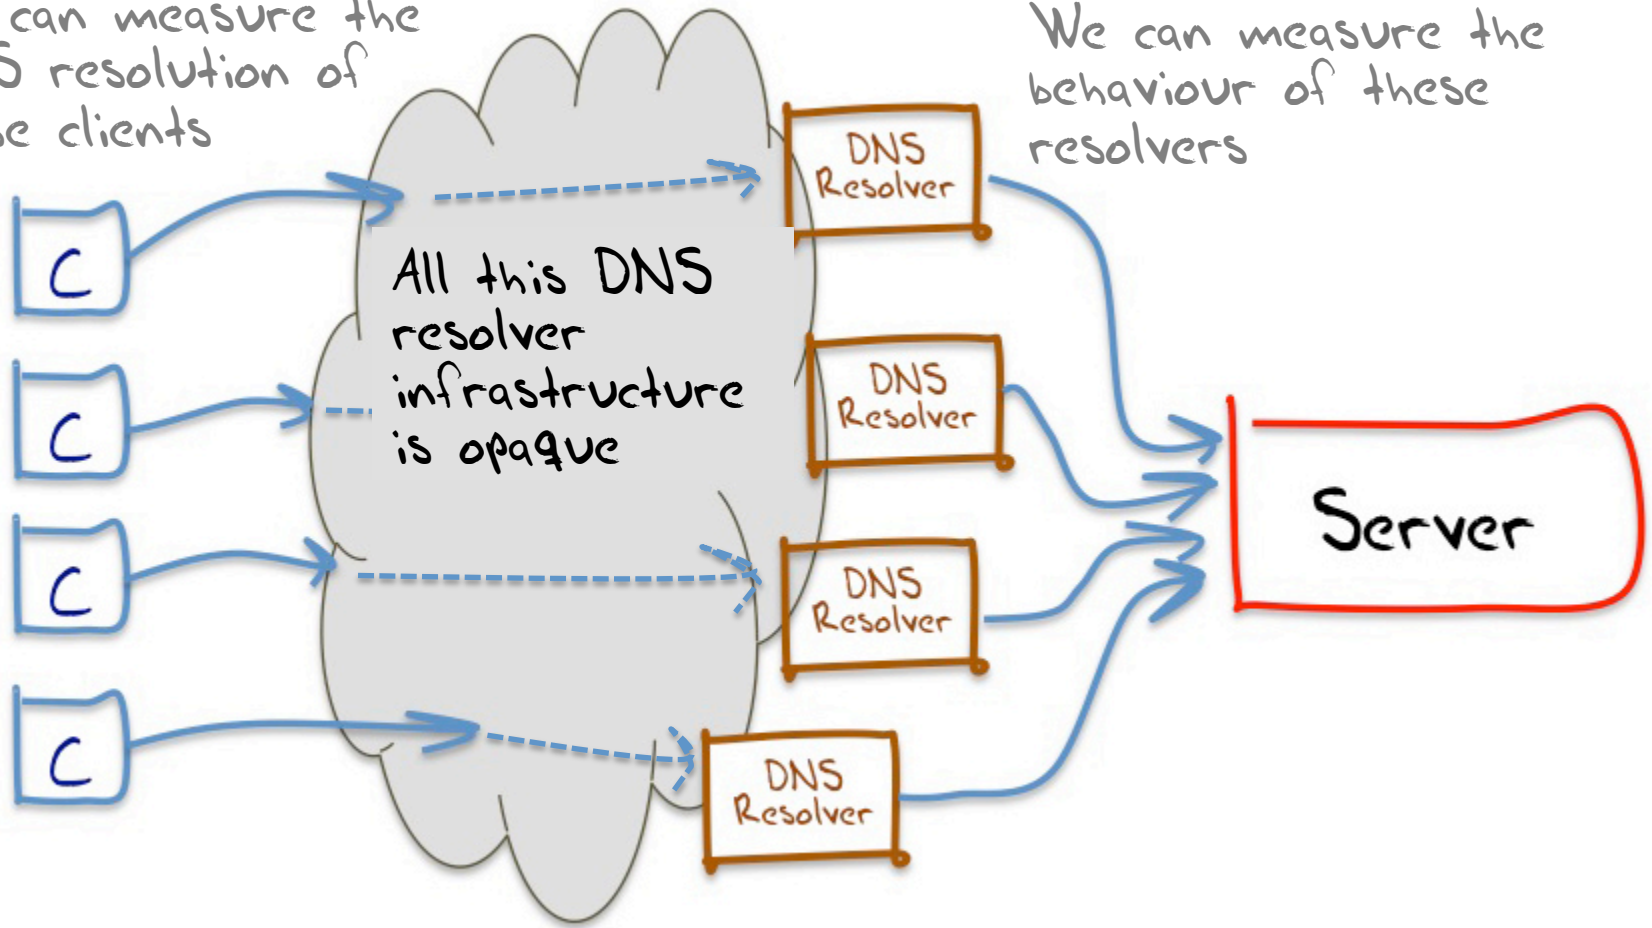 can measure the
S resolution of
clients
We can measure the
behaviour of these
resolvers
C
C
C
C
All this DNS
resolver
infrastructure
is opaque
DNS
Resolver
DNS
Resolver
DNS
Resolver
DNS
Resolver
Server